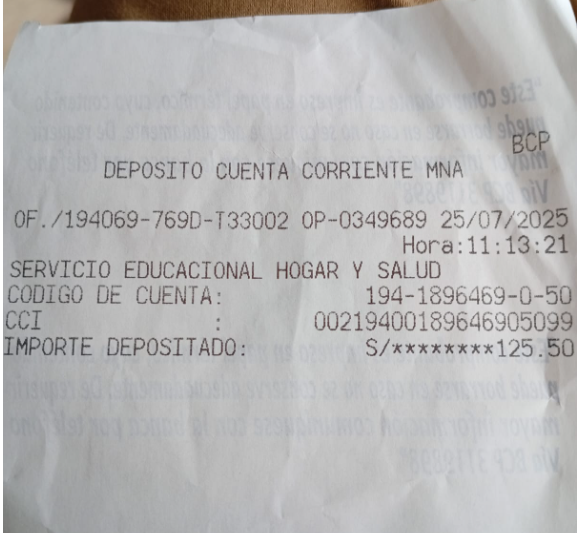 BCP
DEPOSITO CUENTA CORRIENTE MNA
OF./194069-769D-T33002 OP-0349689 25/07/2025
Hora:11:13:21
SERVICIO EDUCACIONAL HOGAR Y SALUD
CODIGO DE CUENTA: 194-1896469-0-50
CCI : 00219400189646905099
IMPORTE DEPOSITADO: S/********125.50